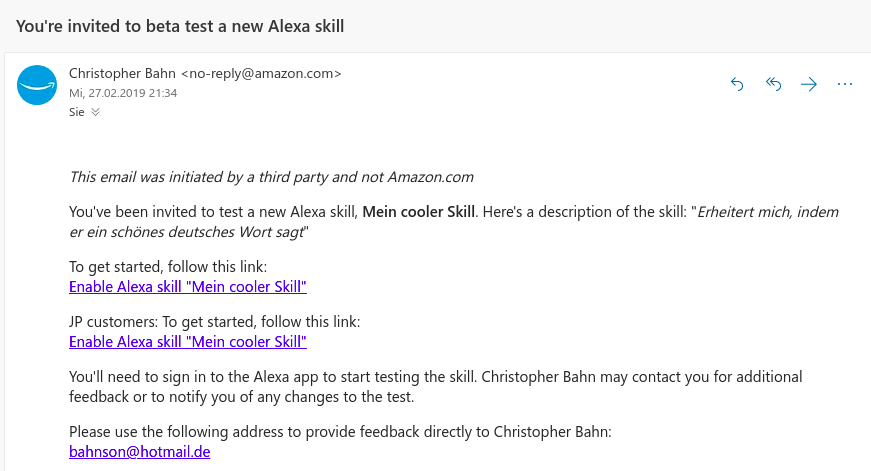 You're invited to beta test a new Alexa skill
Christopher Bahn <no-reply@amazon.com>
Mi, 27.02.2019 21:34
Sie
This email was initiated by a third party and not Amazon.com
You've been invited to test a new Alexa skill, Mein cooler Skill. Here's a description of the skill: "Erheitert mich, indem
er ein schönes deutsches Wort sagt"
To get started, follow this link:
Enable Alexa skill "Mein cooler Skill"
JP customers: To get started, follow this link:
Enable Alexa skill "Mein cooler Skill"
You'll need to sign in to the Alexa app to start testing the skill. Christopher Bahn may contact you for additional
feedback or to notify you of any changes to the test.
Please use the following address to provide feedback directly to Christopher Bahn:
bahnson@hotmail.de